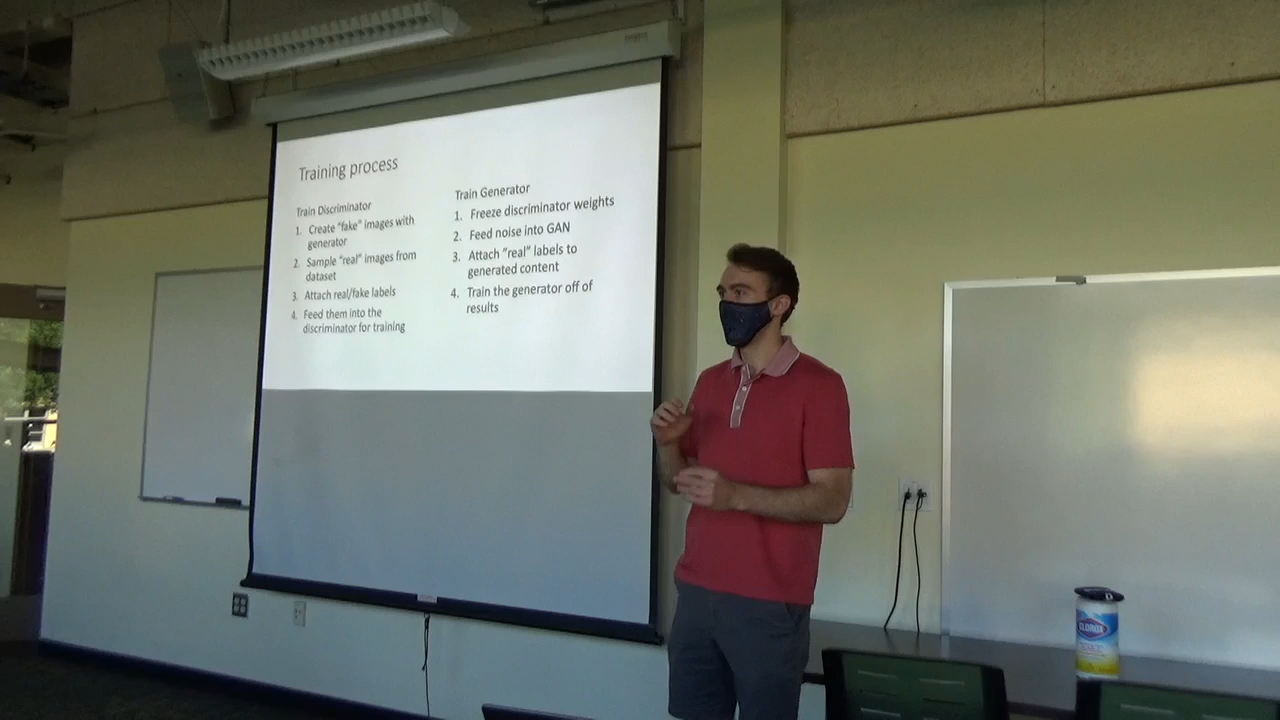 Training process
Train Discriminator
1. Create "fake" images with
generator
2. Sample "real" images from
dataset
3. Attach real/fake labels
4. Feed them into the
discriminator for training
Train Generator
1. Freeze discriminator weights
2. Feed noise into GAN
3. Attach "real" labels to
generated content
4. Train the generator off of
results
CLOROX